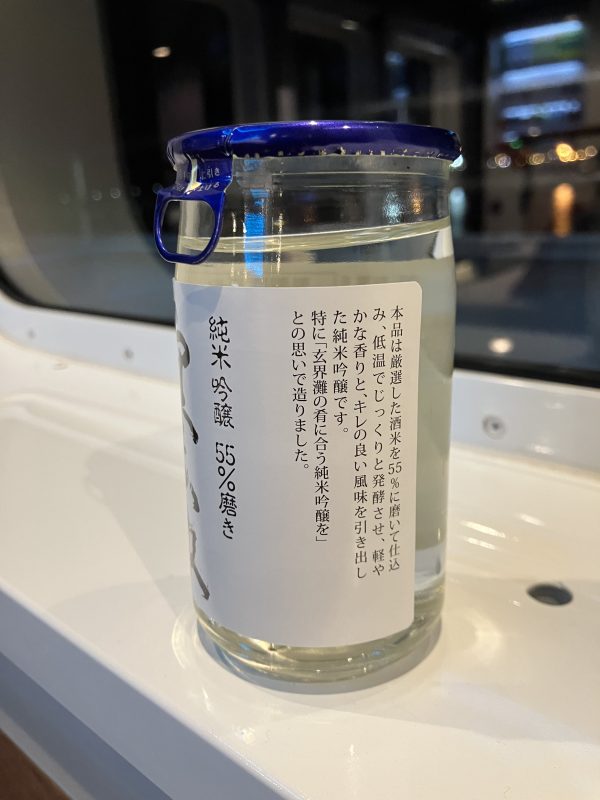 本品は厳選した酒米を55%に磨いて仕込
み、低温でじっくりと発酵させ、軽や
かな香りと、キレの良い風味を引き出し
た純米吟醸です。
特に「玄界灘の肴に合う純米吟醸を」
との思いで造りました。
純米吟醸 55%磨き